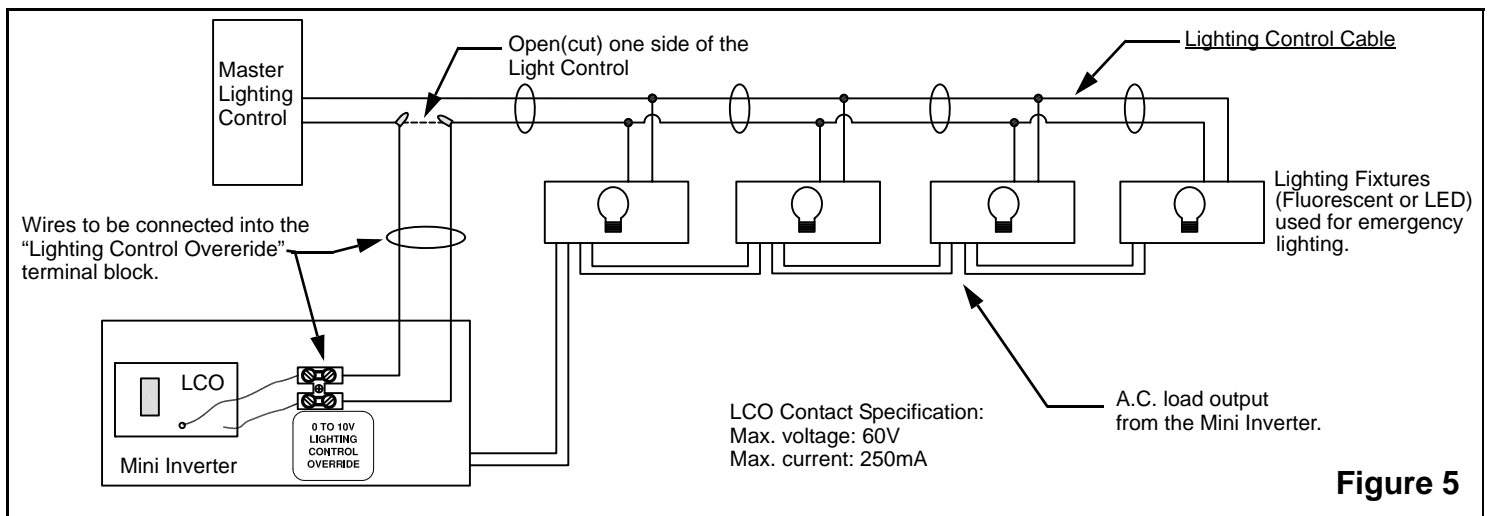 Master
Lighting
Control
Open(cut) one side of the
Light Control
Lighting Control Cable
Lighting Fixtures
(Fluorescent or LED)
used for emergency
lighting.
Wires to be connected into the
“Lighting Control Overeride”
terminal block.
LCO
0 TO 10V
LIGHTING
CONTROL
OVERRIDE
Mini Inverter
LCO Contact Specification:
Max. voltage: 60V
Max. current: 250mA
A.C. load output
from the Mini Inverter.
Figure 5